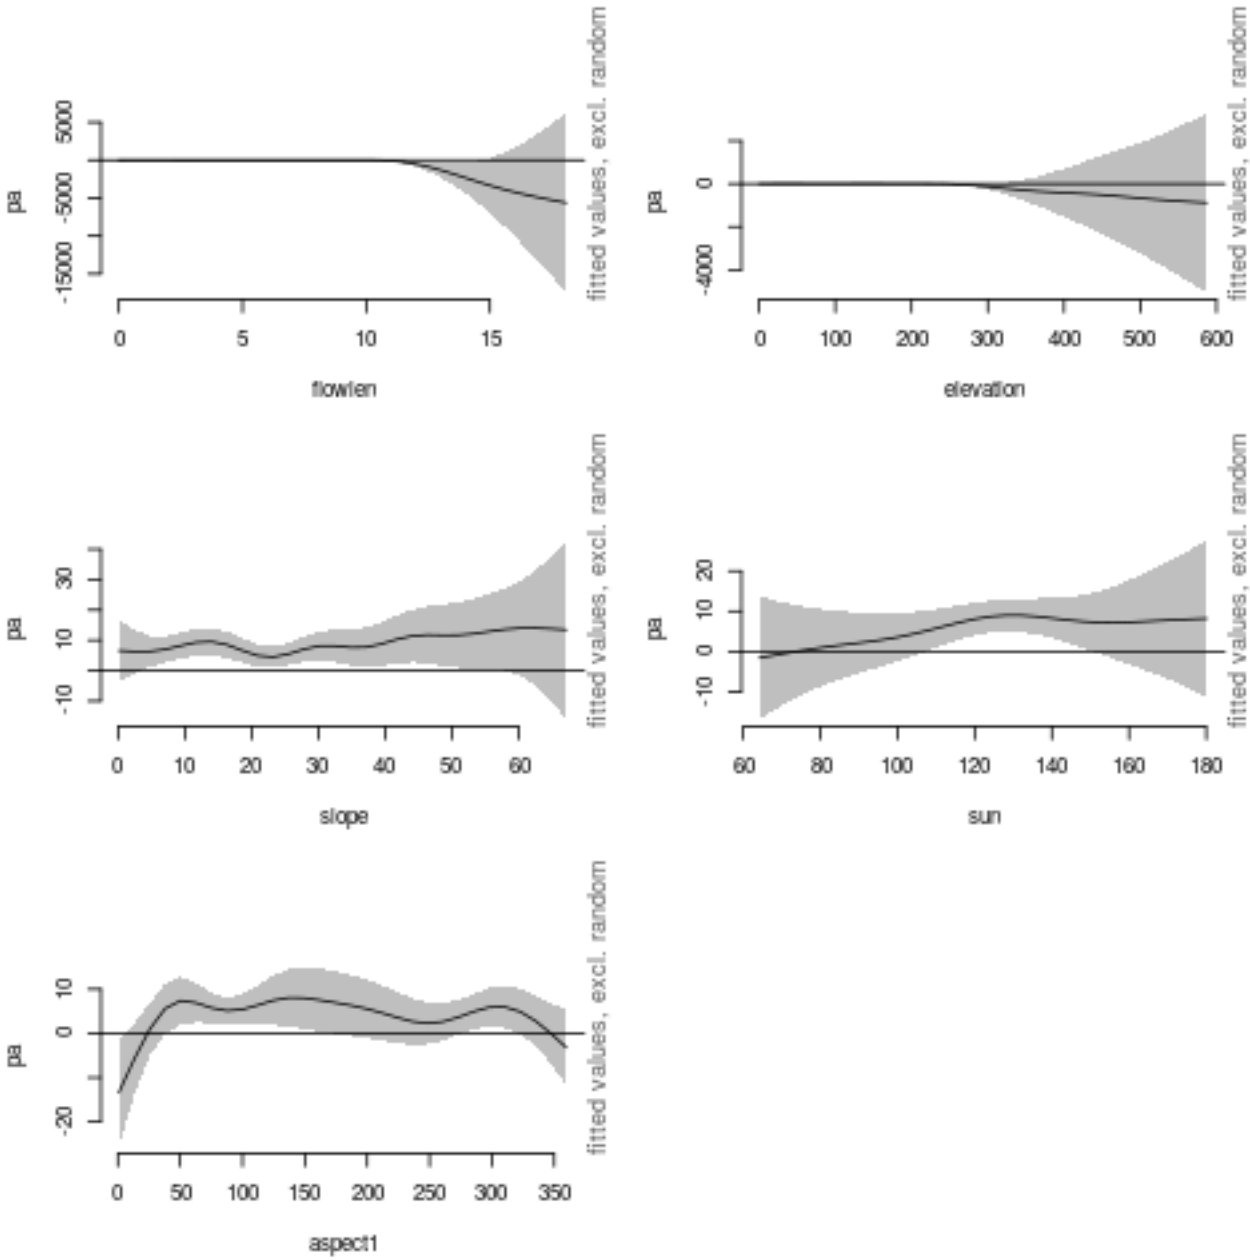 fitted values, excl. random
pa
5000
-5000
-15000
0 5 10 15
flowlen
fitted values, excl. random
pa
0
-4000
0 100 200 300 400 500 600
elevation
fitted values, excl. random
pa
30
10
-10
0 10 20 30 40 50 60
slope
fitted values, excl. random
pa
20
10
0
-10
60 80 100 120 140 160 180
sun
fitted values, excl. random
pa
10
0
-20
0 50 100 150 200 250 300 350
aspect1